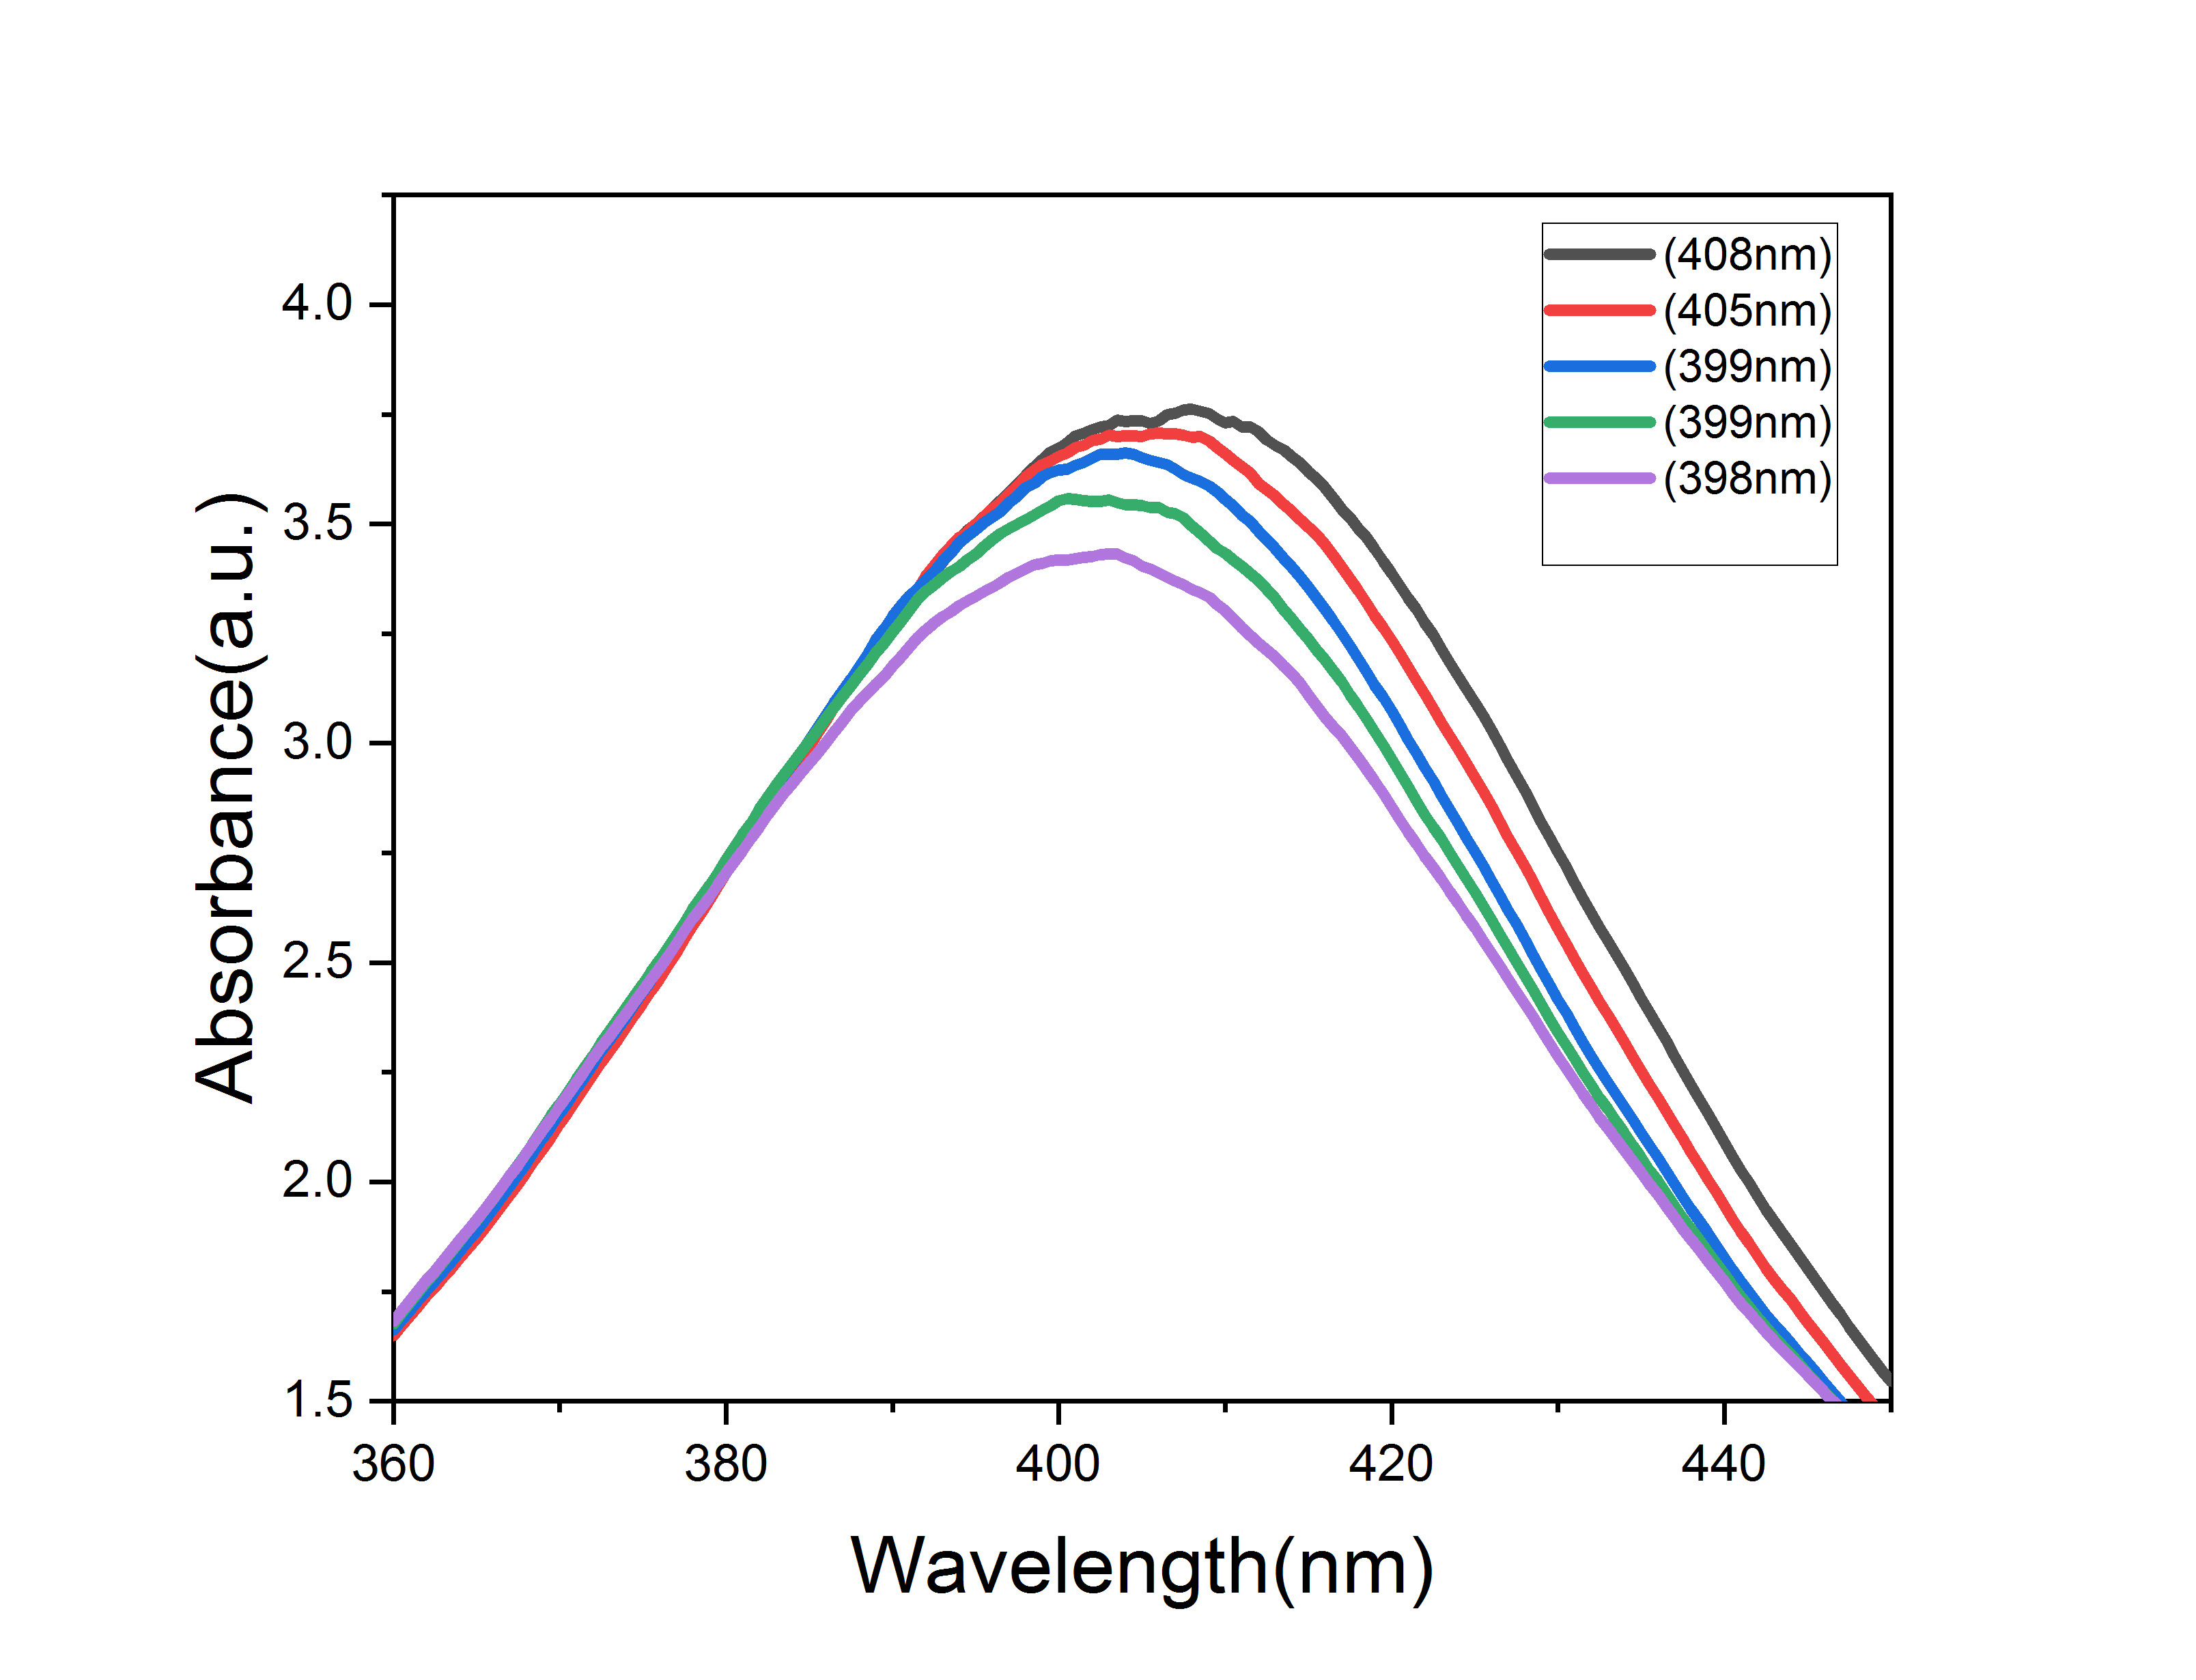 (408nm)
(405nm)
(399nm)
(399nm)
(398nm)
4.0
3.5
3.0
2.5
2.0
1.5
Absorbance(a.u.)
360 380 400 420 440
Wavelength(nm)